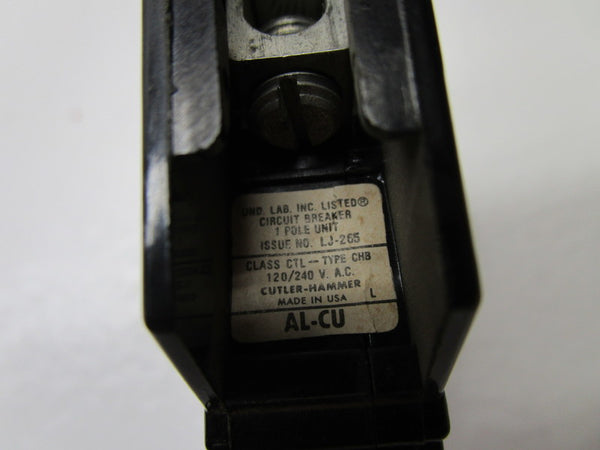 UND. LAB. INC. LISTED®
CIRCUIT BREAKER
1 POLE UNIT
ISSUE NO. LJ-265
CLASS CTL-TYPE CHB
120/240 V. A.C.
CUTLER-HAMMER
MADE IN USA L
AL-CU